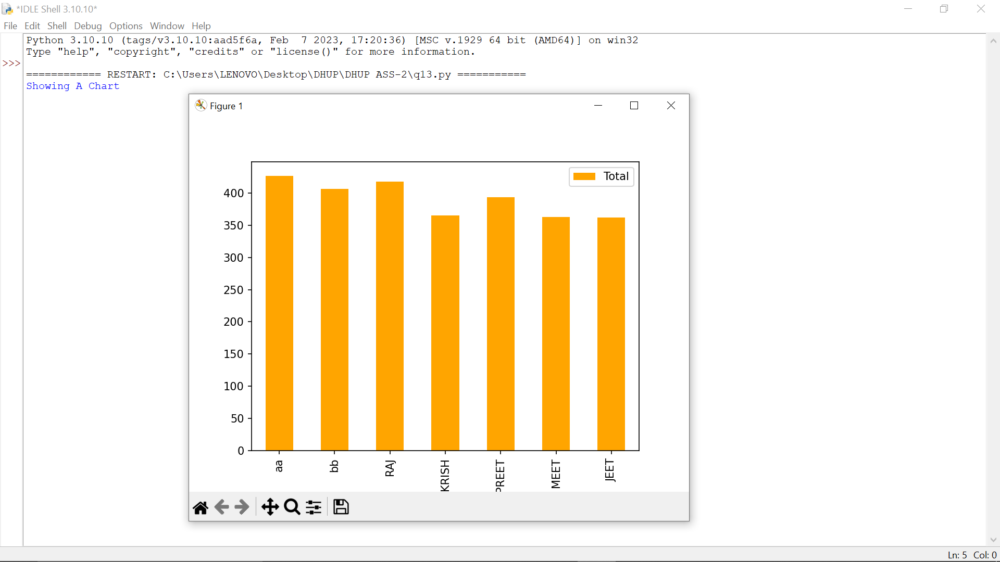 *IDLE Shell 3.10.10*
File Edit Shell Debug Options Window Help
Python 3.10.10 (tags/v3.10.10:aad5f6a, Feb  7 2023, 17:20:36) [MSC v.1929 64 bit (AMD64)] on win32
Type "help", "copyright", "credits" or "license()" for more information.
>>>
============ RESTART: C:\Users\LENOVO\Desktop\DHUP\DHUP ASS-2\q13.py ===========
Showing A Chart
Figure 1
Total
400
350
300
250
200
150
100
50
0
aa
bb
RAJ
KRISH
PREET
MEET
JEET
Ln: 5 Col: 0